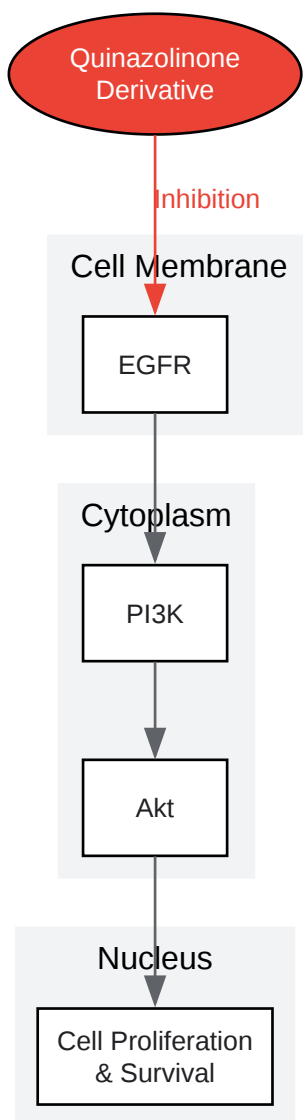 Quinazolinone
Derivative
Inhibition
Cell Membrane
EGFR
Cytoplasm
PI3K
Akt
Nucleus
Cell Proliferation
& Survival